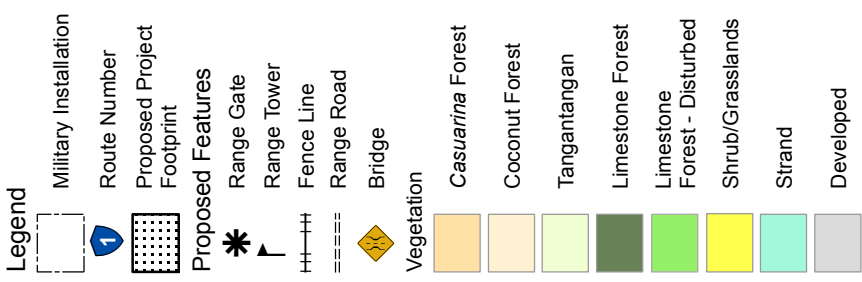 Legend
Military Installation
1
Route Number
Proposed Project
Footprint
Proposed Features
Range Gate
Range Tower
Fence Line
Range Road
Bridge
Vegetation
Casuarina Forest
Coconut Forest
Tangantangan
Limestone Forest
Limestone
Forest - Disturbed
Shrub/Grasslands
Strand
Developed